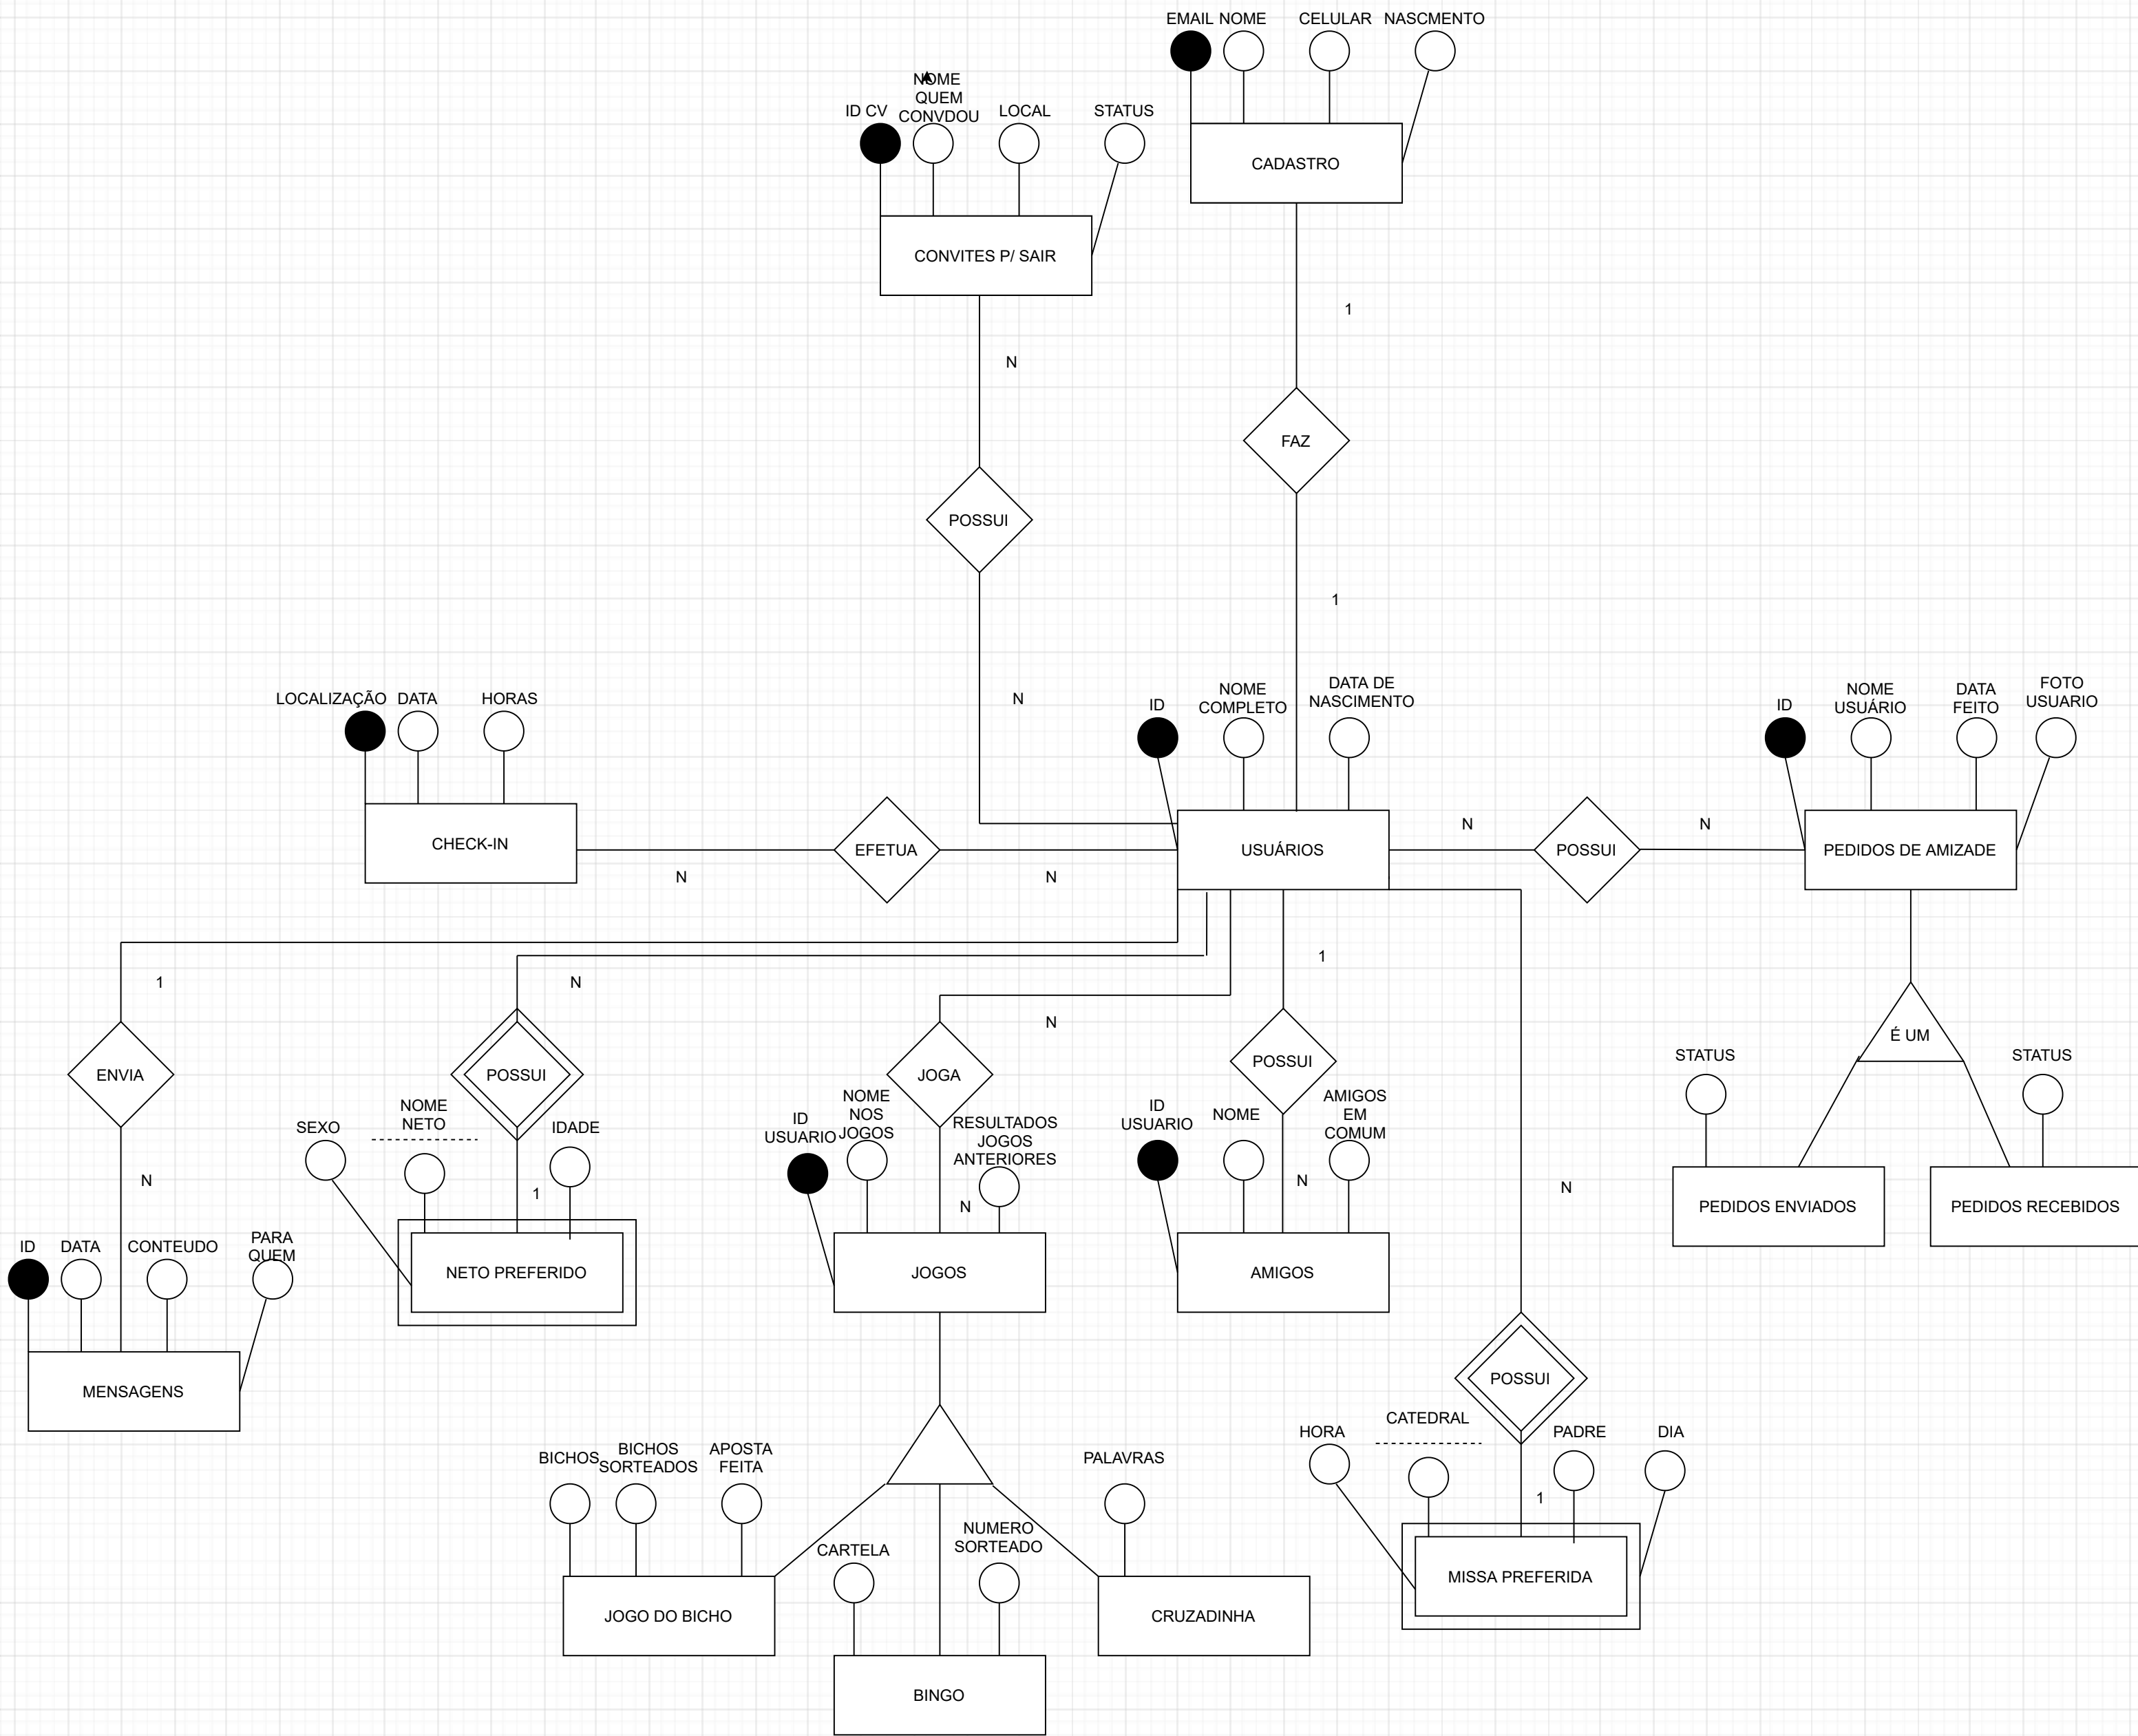 EMAIL
NOME
CELULAR
NASCMENTO
NOME
QUEM
CONVDOU
ID CV
LOCAL
STATUS
CADASTRO
CONVITES P/ SAIR
1
N
FAZ
POSSUI
1
N
LOCALIZAÇÃO
DATA
HORAS
ID
NOME
COMPLETO
DATA DE
NASCIMENTO
ID
NOME
USUÁRIO
DATA
FEITO
FOTO
USUARIO
CHECK-IN
EFETUA
USUÁRIOS
N
POSSUI
N
PEDIDOS DE AMIZADE
N
N
1
N
N
1
É UM
ENVIA
POSSUI
JOGA
POSSUI
STATUS
STATUS
SEXO
NOME
NETO
IDADE
ID
USUARIO
NOME
NOS
JOGOS
RESULTADOS
JOGOS
ANTERIORES
ID
USUARIO
NOME
AMIGOS
EM
COMUM
N
1
N
N
N
PEDIDOS ENVIADOS
PEDIDOS RECEBIDOS
ID
DATA
CONTEUDO
PARA
QUEM
NETO PREFERIDO
JOGOS
AMIGOS
MENSAGENS
POSSUI
HORA
CATEDRAL
PADRE
DIA
BICHOS
BICHOS
SORTEADOS
APOSTA
FEITA
PALAVRAS
1
CARTELA
NUMERO
SORTEADO
MISSA PREFERIDA
JOGO DO BICHO
CRUZADINHA
BINGO